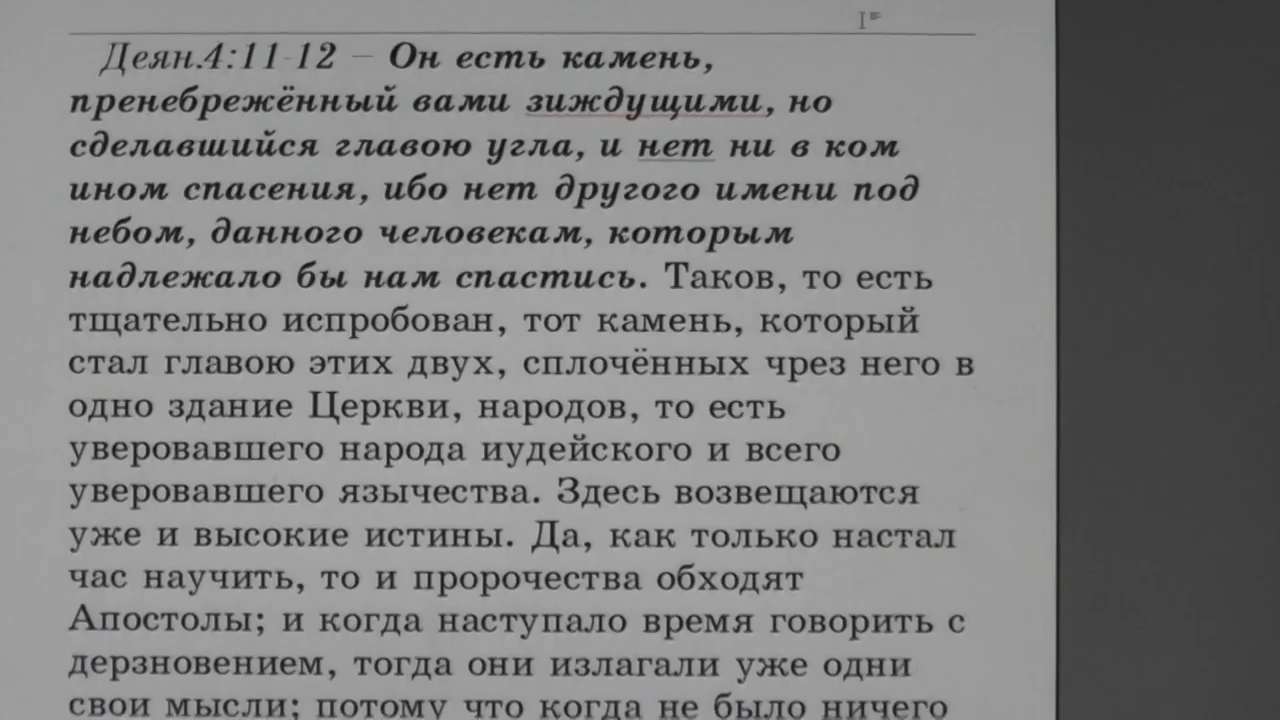 Деян.4:11-12 – Он есть камень,
пренебрежённый вами зиждущими, но
сделавшийся главою угла, и нет ни в ком
ином спасения, ибо нет другого имени под
небом, данного человекам, которым
надлежало бы нам спастись. Таков, то есть
тщательно испробован, тот камень, который
стал главою этих двух, сплочённых чрез него в
одно здание Церкви, народов, то есть
уверовавшего народа иудейского и всего
уверовавшего язычества. Здесь возвещаются
уже и высокие истины. Да, как только настал
час научить, то и пророчества обходят
Апостолы; и когда наступало время говорить с
дерзновением, тогда они излагали уже одни
свои мысли; потому что когда не было ничего